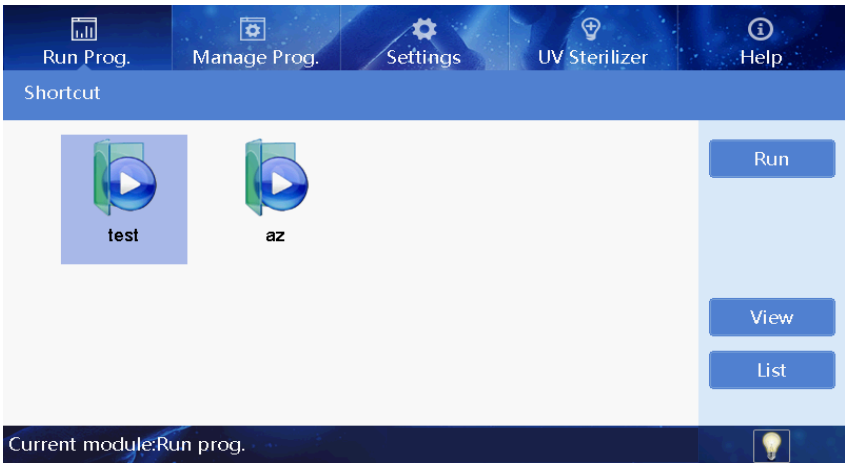 Run Prog. Manage Prog. Settings UV Sterilizer Help
Shortcut
Run
test az
View
List
Current module:Run prog.